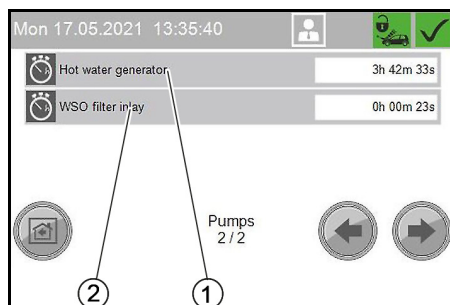 Mon 17.05.2021 13:35:40
Hot water generator 3h 42m 33s
WSO filter inlay 0h 00m 23s
Pumps
2 / 2
2 1